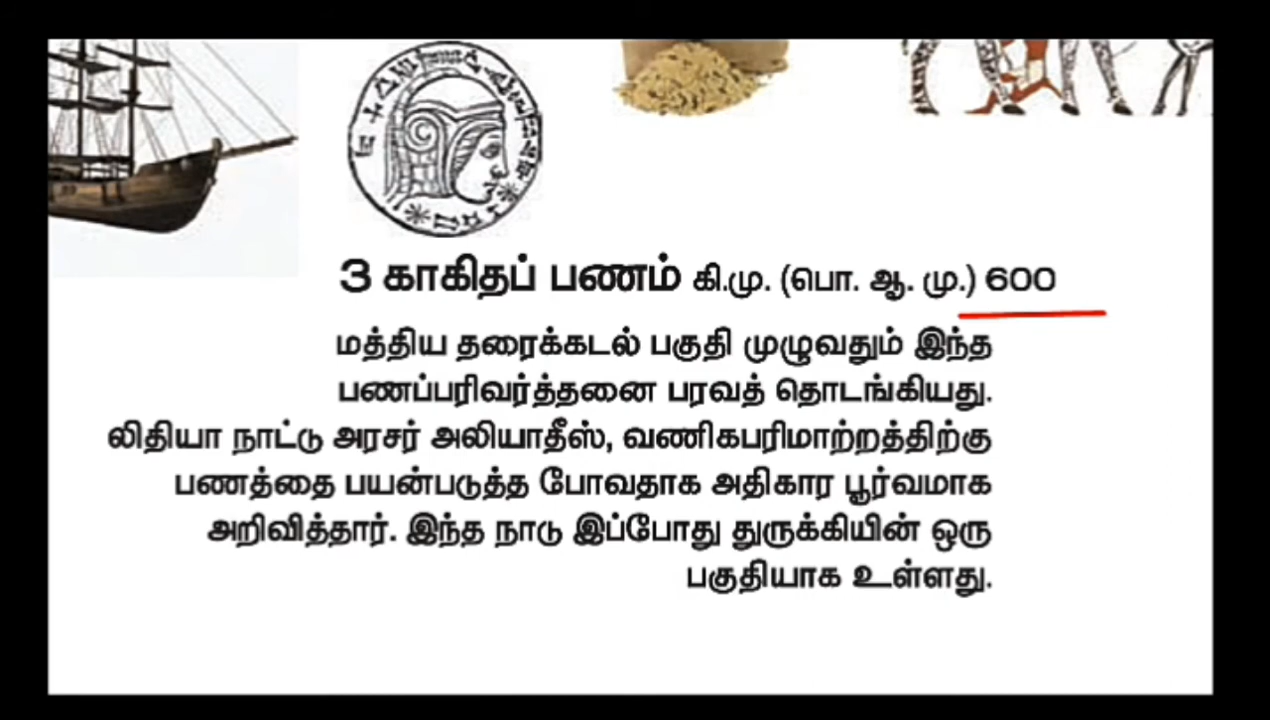 3 காகிதப் பணம் கி.மு. (பொ. ஆ. மு.) 600
மத்திய தரைக்கடல் பகுதி முழுவதும் இந்த
பணப்பரிவர்த்தனை பரவத் தொடங்கியது.
லிதியா நாட்டு அரசர் அலியாதீஸ், வணிகபரிமாற்றத்திற்கு
பணத்தை பயன்படுத்த போவதாக அதிகார பூர்வமாக
அறிவித்தார். இந்த நாடு இப்போது துருக்கியின் ஒரு
பகுதியாக உள்ளது.